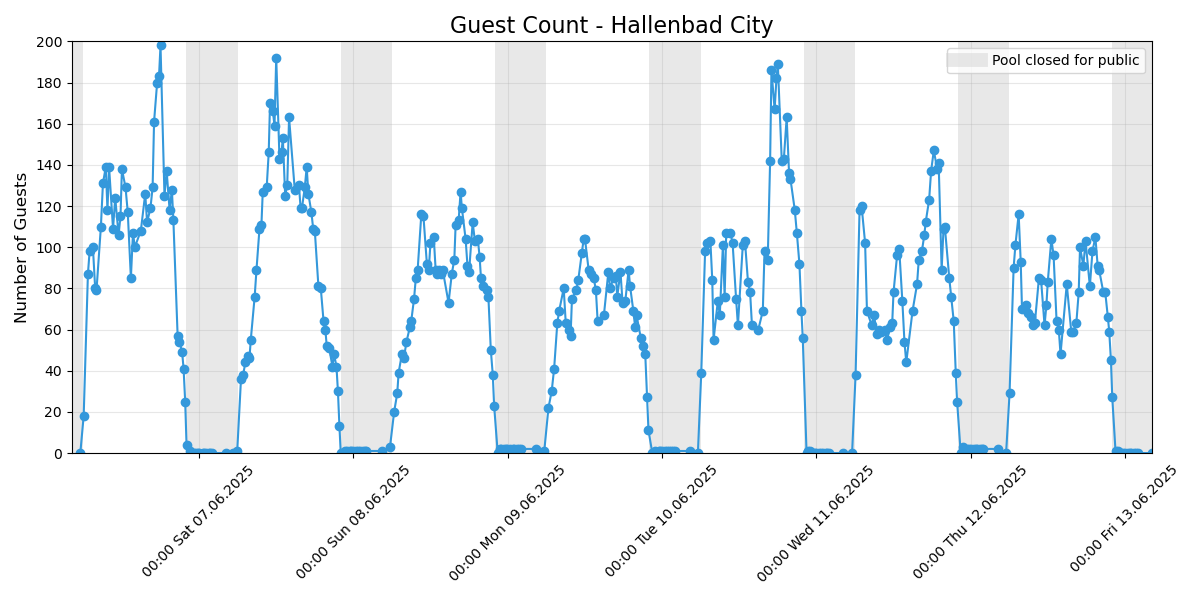 Guest Count - Hallenbad City
Pool closed for public
Number of Guests
200
180
160
140
120
100
80
60
40
20
0
00:00 Sat 07.06.2025
00:00 Sun 08.06.2025
00:00 Mon 09.06.2025
00:00 Tue 10.06.2025
00:00 Wed 11.06.2025
00:00 Thu 12.06.2025
00:00 Fri 13.06.2025